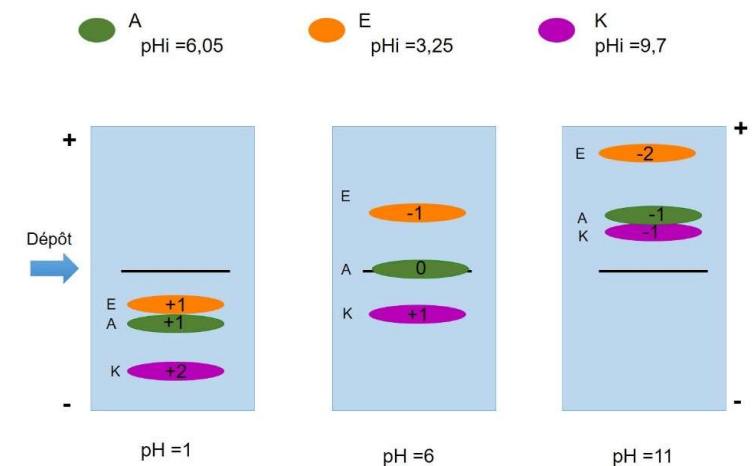 A
pHi =6,05
E
pHi =3,25
K
pHi =9,7
+
Dépôt
E +1
A +1
K +2
-
pH =1
E -1
A 0
K +1
pH =6
+
E -2
A -1
K -1
-
pH =11